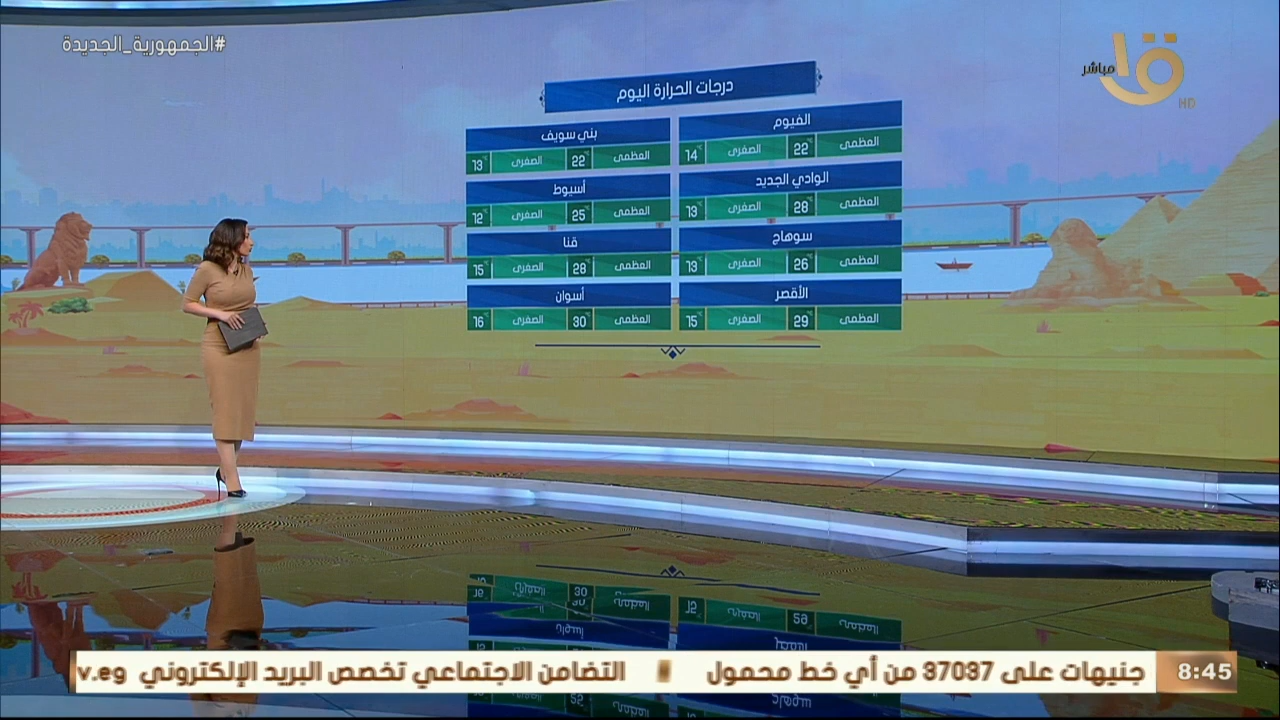 #الجمهورية_الجديدة
مباشر
HD
درجات الحرارة اليوم
الفيوم
العظمى 22 الصغرى 14
بني سويف
العظمى 22 الصغرى 13
الوادي الجديد
العظمى 28 الصغرى 13
أسيوط
العظمى 25 الصغرى 12
سوهاج
العظمى 26 الصغرى 13
قنا
العظمى 28 الصغرى 15
الأقصر
العظمى 29 الصغرى 15
أسوان
العظمى 30 الصغرى 16
8:45
جنيهات على 37037 من أي خط محمول
التضامن الاجتماعي تخصص البريد الإلكتروني v.eg